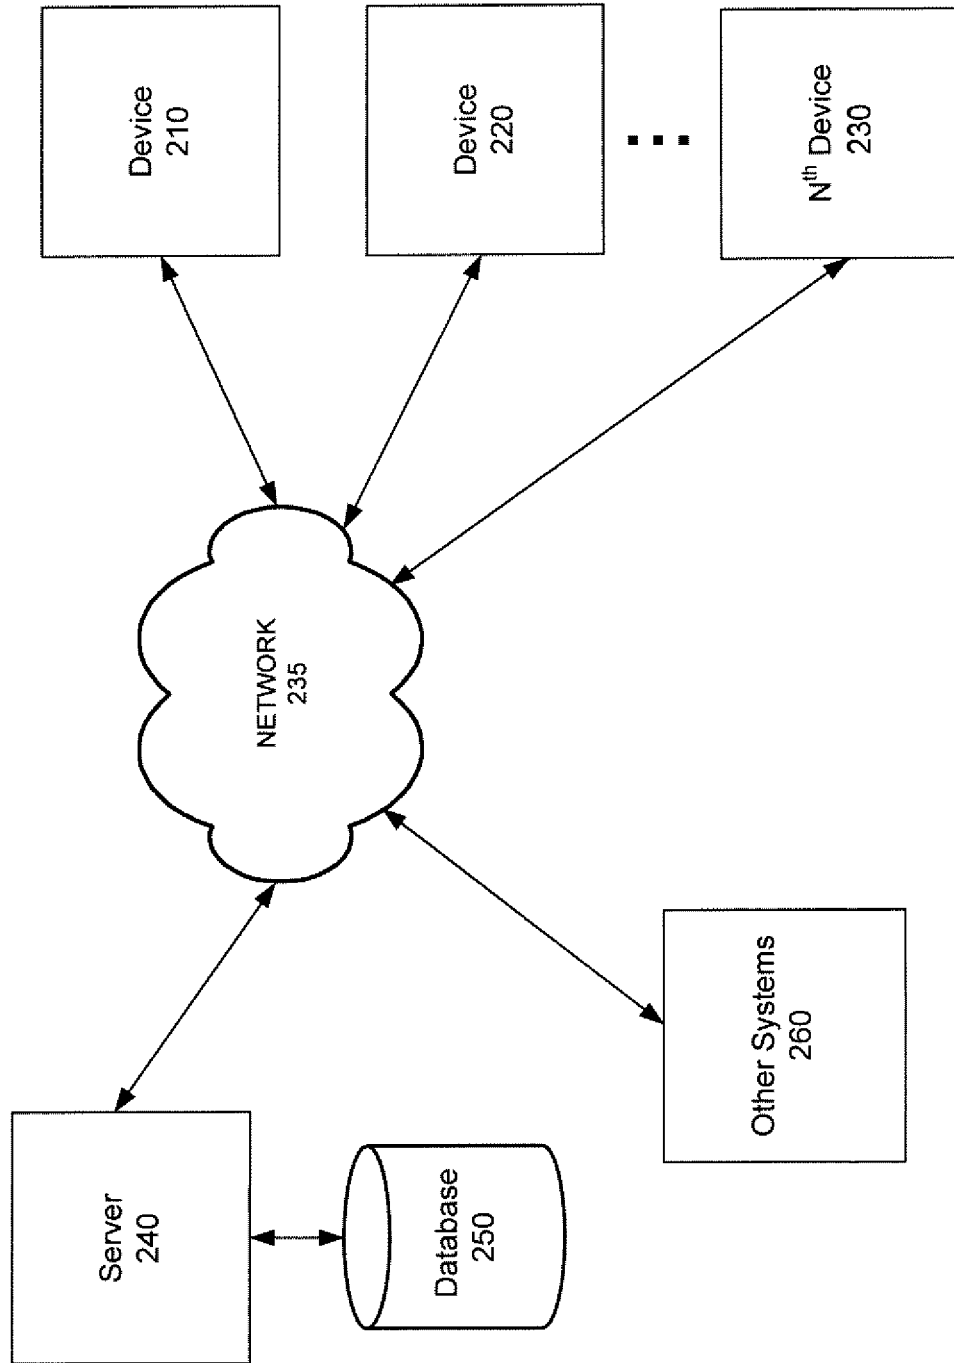 Server
240
Database
250
Other Systems
260
NETWORK
235
Device
210
Device
220
Nth Device
230